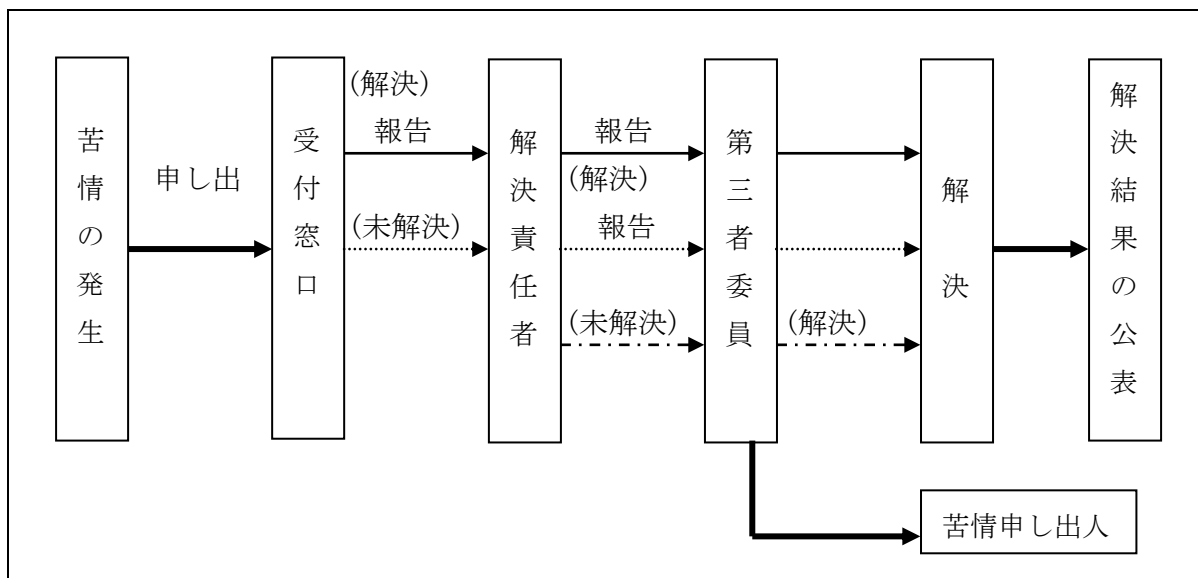 苦情の発生
申し出
受付窓口
(解決)
報告
(未解決)
解決責任者
報告
(解決)
報告
(未解決)
第三者委員
(解決)
解決
解決結果の公表
苦情申し出人